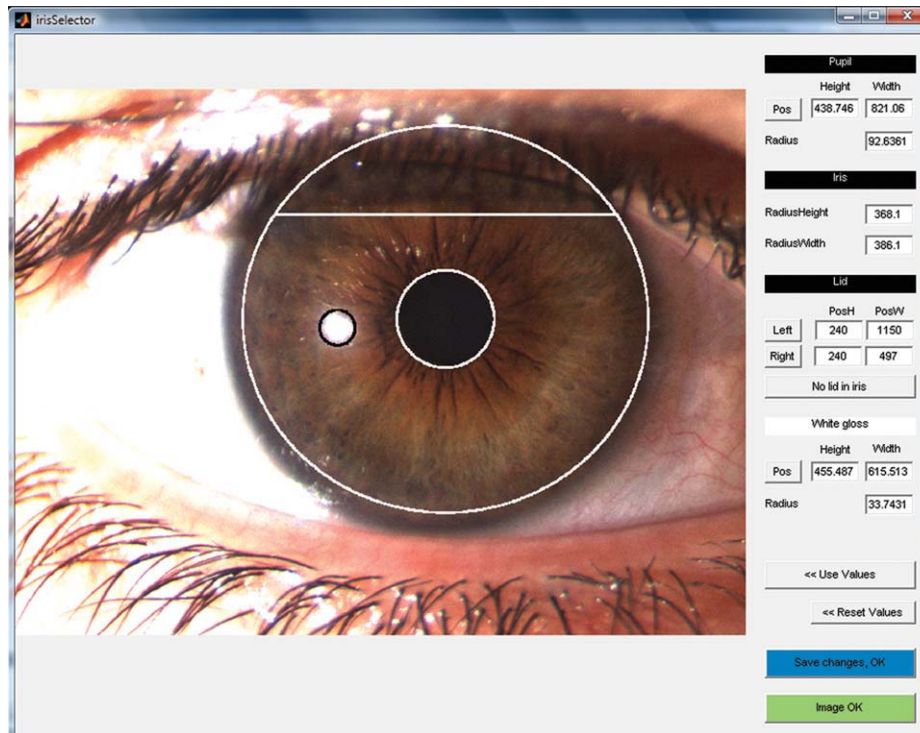 irisSelector
Pupil
Height Width
Pos 438.746 821.06
Radius 92.6361
Iris
RadiusHeight 368.1
RadiusWidth 386.1
Lid
PosH PosW
Left 240 1150
Right 240 497
No lid in iris
White gloss
Height Width
Pos 455.487 615.513
Radius 33.7431
<< Use Values
<< Reset Values
Save changes, OK
Image OK